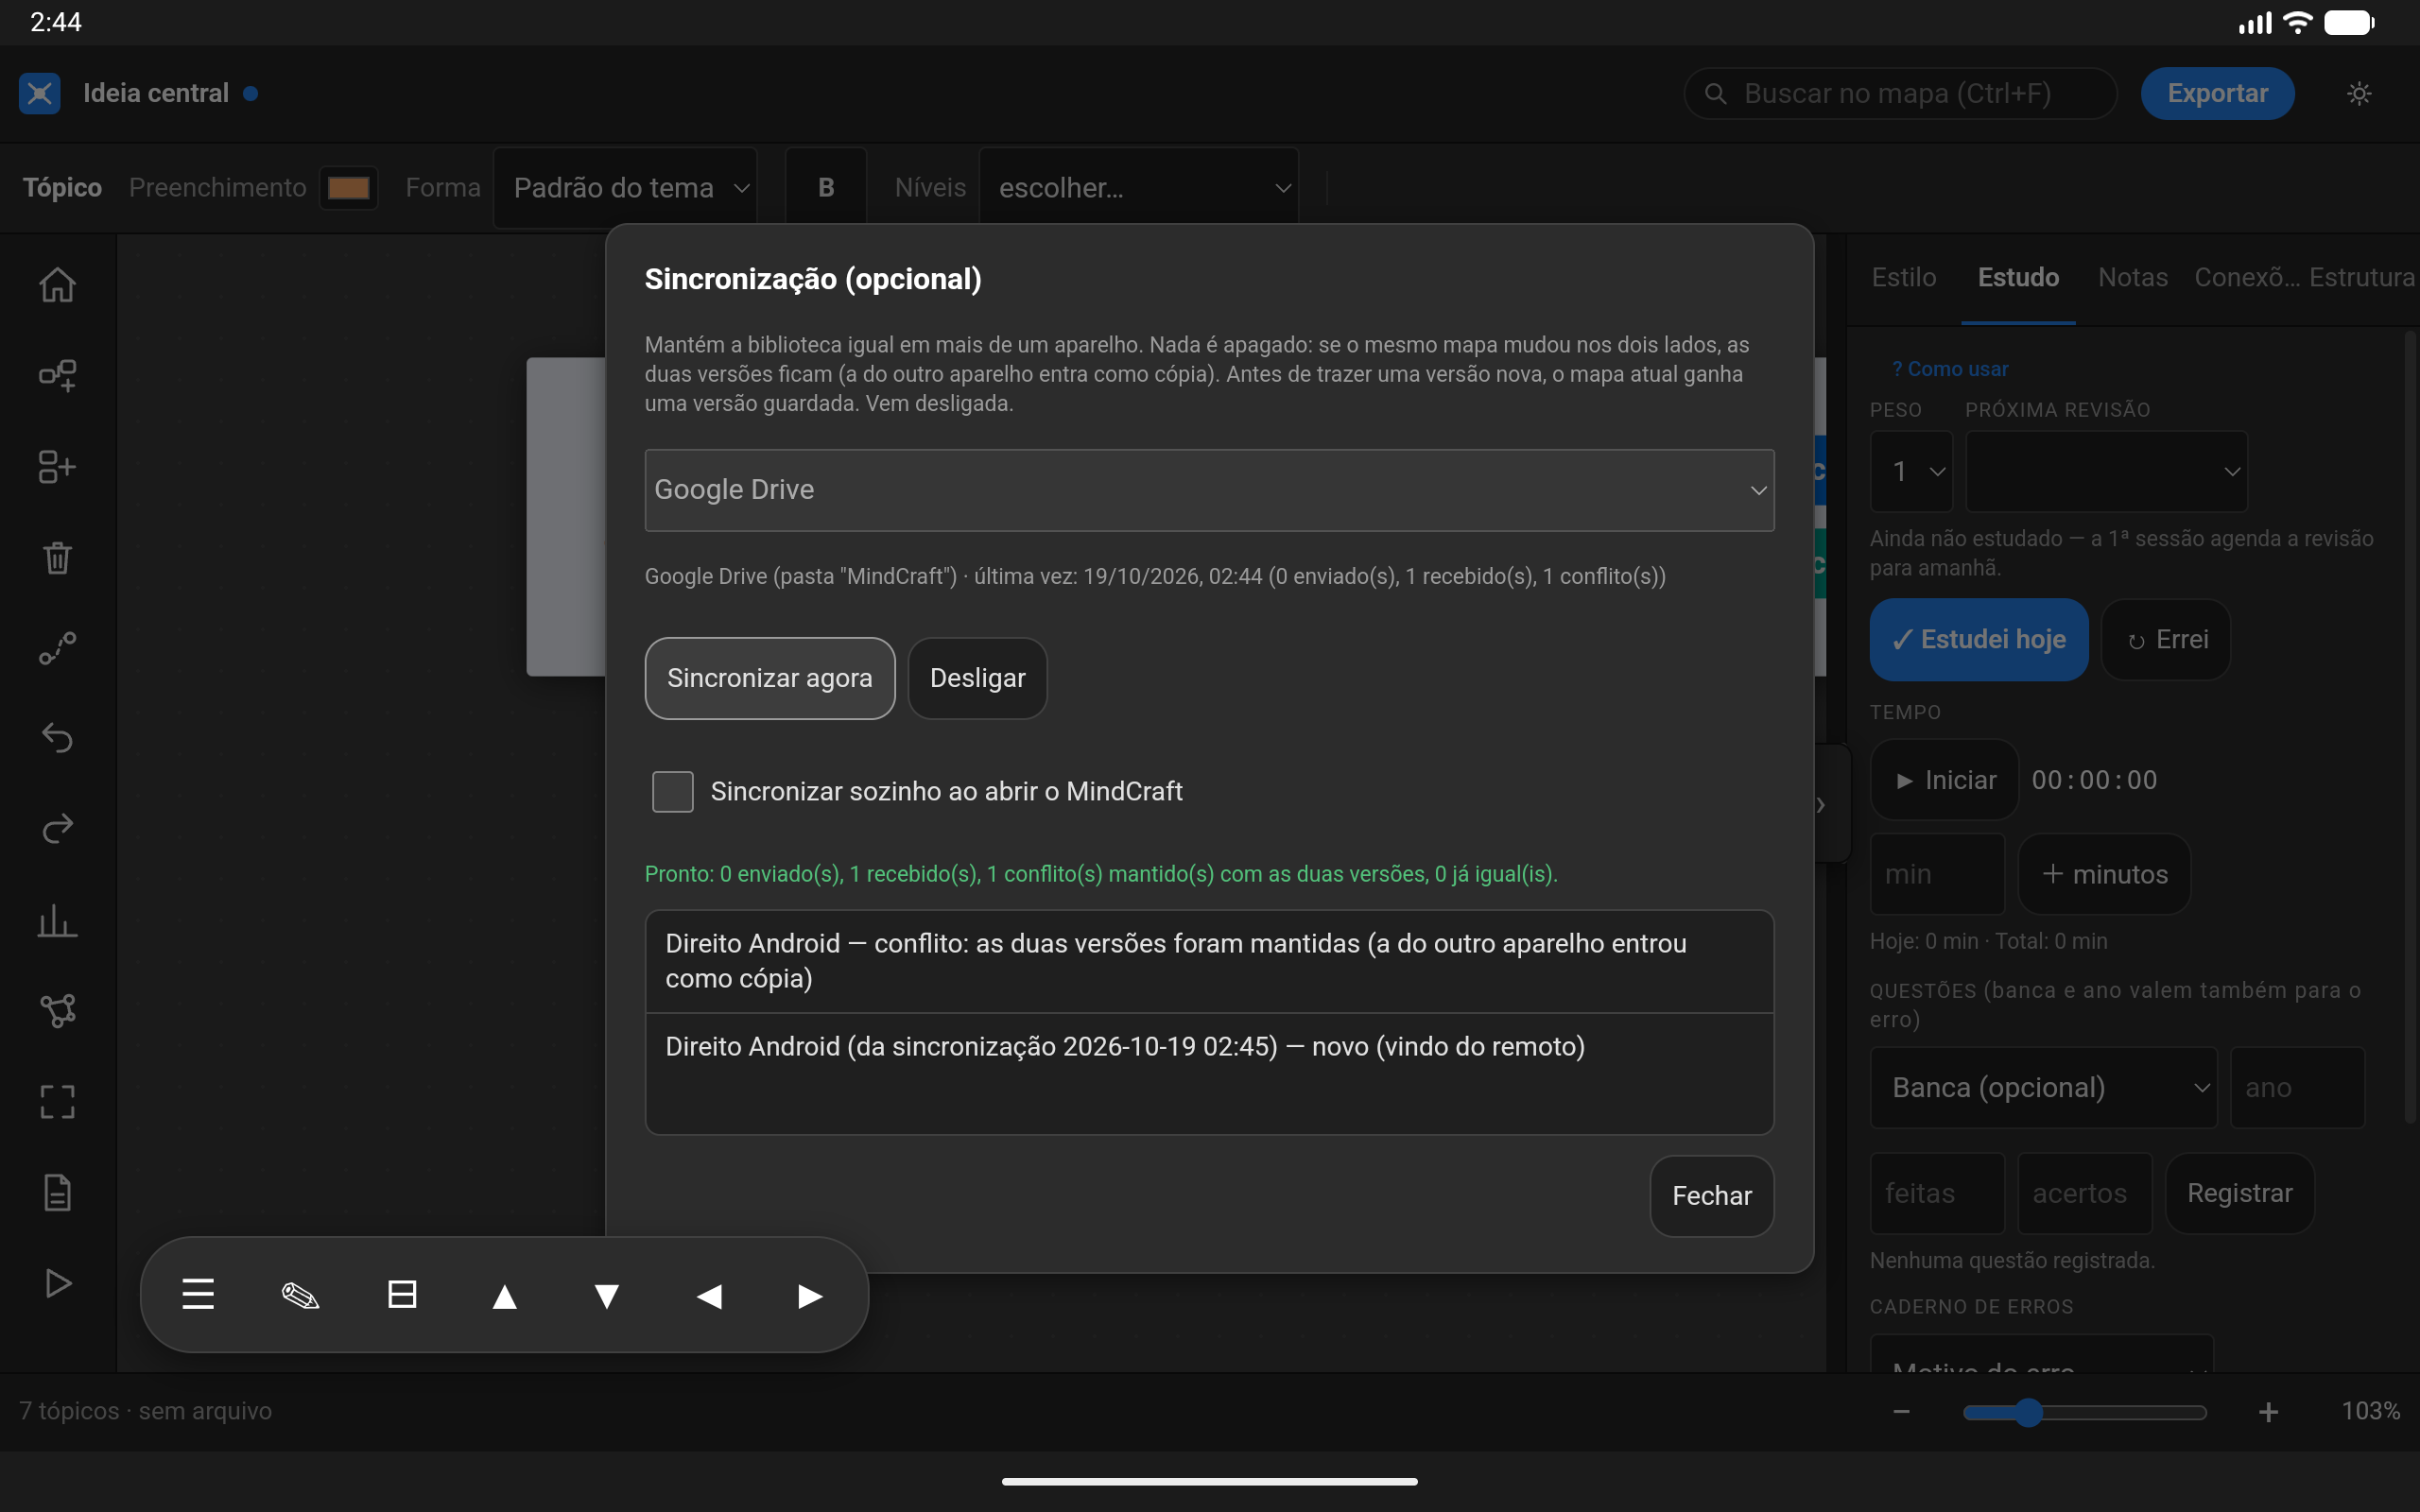 2:44
Ideia central
Buscar no mapa (Ctrl+F)
Exportar
Tópico
Preenchimento
Forma
Padrão do tema
B
Níveis
escolher...
Sincronização (opcional)
Mantém a biblioteca igual em mais de um aparelho. Nada é apagado: se o mesmo mapa mudou nos dois lados, as
duas versões ficam (a do outro aparelho entra como cópia). Antes de trazer uma versão nova, o mapa atual ganha
uma versão guardada. Vem desligada.
Google Drive
Google Drive (pasta "MindCraft") · última vez: 19/10/2026, 02:44 (0 enviado(s), 1 recebido(s), 1 conflito(s))
Sincronizar agora
Desligar
Sincronizar sozinho ao abrir o MindCraft
Pronto: 0 enviado(s), 1 recebido(s), 1 conflito(s) mantido(s) com as duas versões, 0 já igual(is).
Direito Android — conflito: as duas versões foram mantidas (a do outro aparelho entrou
como cópia)
Direito Android (da sincronização 2026-10-19 02:45) — novo (vindo do remoto)
Fechar
Estilo
Estudo
Notas
Conexõ...
Estrutura
? Como usar
PESO
PRÓXIMA REVISÃO
1
Ainda não estudado — a 1ª sessão agenda a revisão
para amanhã.
✓ Estudei hoje
↻ Errei
TEMPO
► Iniciar
00:00:00
min
+ minutos
Hoje: 0 min · Total: 0 min
QUESTÕES (banca e ano valem também para o
erro)
Banca (opcional)
ano
feitas
acertos
Registrar
Nenhuma questão registrada.
CADERNO DE ERROS
Motivo do erro
7 tópicos · sem arquivo
103%